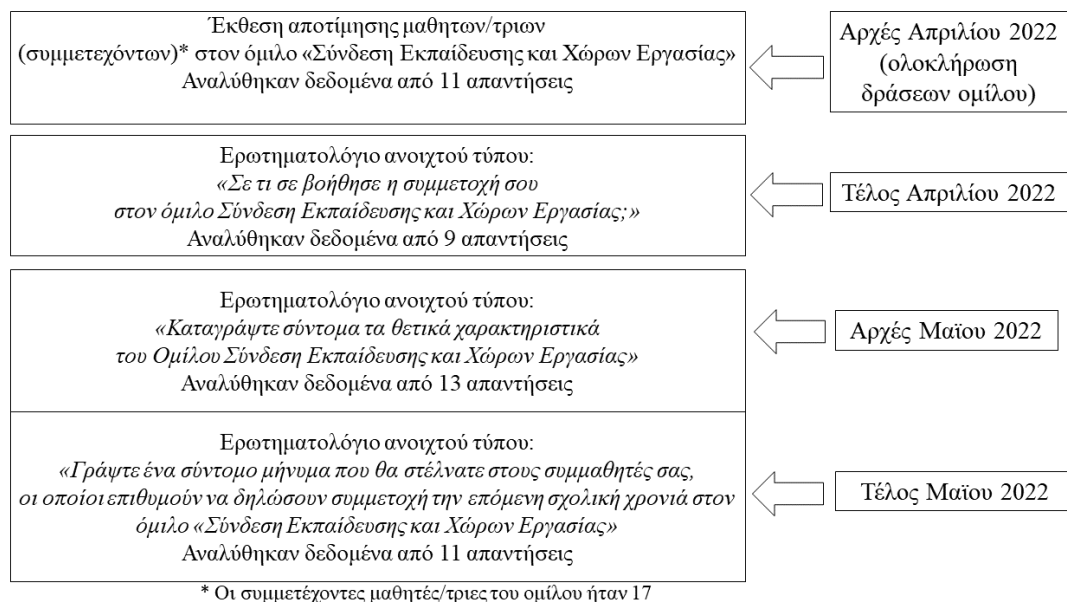 Έκθεση αποτίμησης μαθητων/τριων
(συμμετεχόντων)* στον όμιλο «Σύνδεση Εκπαίδευσης και Χώρων Εργασίας»
Αναλύθηκαν δεδομένα από 11 απαντήσεις
Αρχές Απριλίου 2022
(ολοκλήρωση
δράσεων ομίλου)
Ερωτηματολόγιο ανοιχτού τύπου:
«Σε τι σε βοήθησε η συμμετοχή σου
στον όμιλο Σύνδεση Εκπαίδευσης και Χώρων Εργασίας;»
Αναλύθηκαν δεδομένα από 9 απαντήσεις
Τέλος Απριλίου 2022
Ερωτηματολόγιο ανοιχτού τύπου:
«Καταγράψτε σύντομα τα θετικά χαρακτηριστικά
του Ομίλου Σύνδεση Εκπαίδευσης και Χώρων Εργασίας»
Αναλύθηκαν δεδομένα από 13 απαντήσεις
Αρχές Μαϊου 2022
Ερωτηματολόγιο ανοιχτού τύπου:
«Γράψτε ένα σύντομο μήνυμα που θα στέλνατε στους συμμαθητές σας,
οι οποίοι επιθυμούν να δηλώσουν συμμετοχή την επόμενη σχολική χρονιά στον
όμιλο «Σύνδεση Εκπαίδευσης και Χώρων Εργασίας»
Αναλύθηκαν δεδομένα από 11 απαντήσεις
Τέλος Μαϊου 2022
* Οι συμμετέχοντες μαθητές/τριες του ομίλου ήταν 17